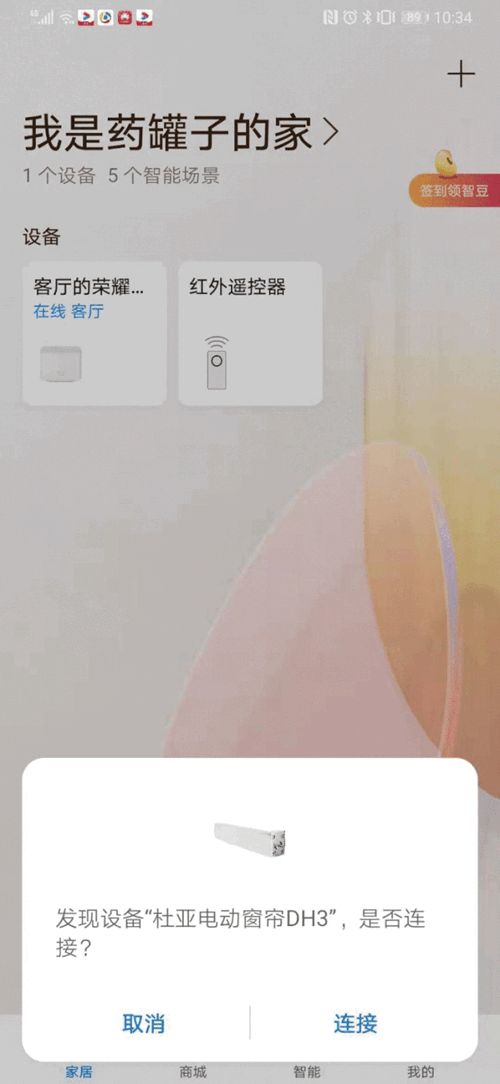 4G
89 10:34
我是药罐子的家
1个设备 5个智能场景
签到领智豆
设备
客厅的荣耀... 红外遥控器
在线 客厅
发现设备“杜亚电动窗帘DH3”，是否连
接？
取消 连接
家居 商城 智能 我的